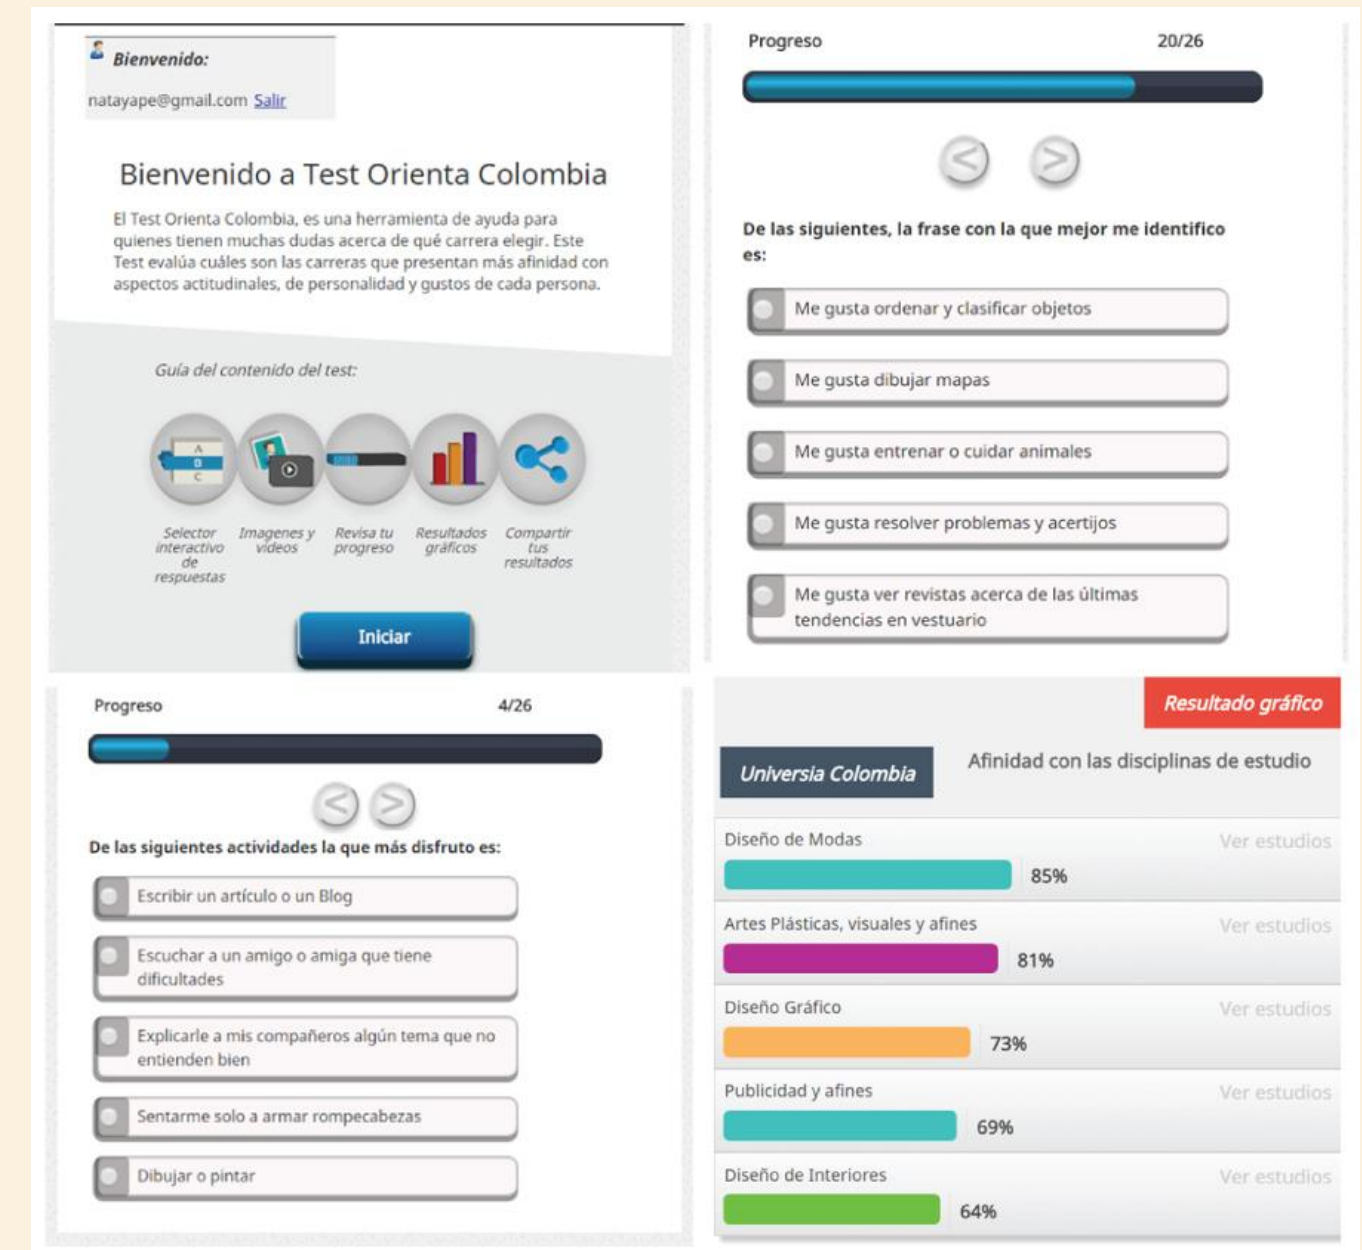 Bienvenido:
natayape@gmail.com Salir
Bienvenido a Test Orienta Colombia
El Test Orienta Colombia, es una herramienta de ayuda para
quienes tienen muchas dudas acerca de qué carrera elegir. Este
Test evalúa cuáles son las carreras que presentan más afinidad con
aspectos actitudinales, de personalidad y gustos de cada persona.
Guía del contenido del test:
A
B
C
Selector
interactivo
de
respuestas
Imagenes y
videos
Revisa tu
progreso
Resultados
gráficos
Compartir
tus
resultados
Iniciar
Progreso 20/26
< >
De las siguientes, la frase con la que mejor me identifico
es:
Me gusta ordenar y clasificar objetos
Me gusta dibujar mapas
Me gusta entrenar o cuidar animales
Me gusta resolver problemas y acertijos
Me gusta ver revistas acerca de las últimas
tendencias en vestuario
Progreso 4/26
< >
De las siguientes actividades la que más disfruto es:
Escribir un artículo o un Blog
Escuchar a un amigo o amiga que tiene
dificultades
Explicarle a mis compañeros algún tema que no
entienden bien
Sentarme solo a armar rompecabezas
Dibujar o pintar
Resultado gráfico
Universia Colombia
Afinidad con las disciplinas de estudio
Diseño de Modas Ver estudios
85%
Artes Plásticas, visuales y afines Ver estudios
81%
Diseño Gráfico Ver estudios
73%
Publicidad y afines Ver estudios
69%
Diseño de Interiores Ver estudios
64%